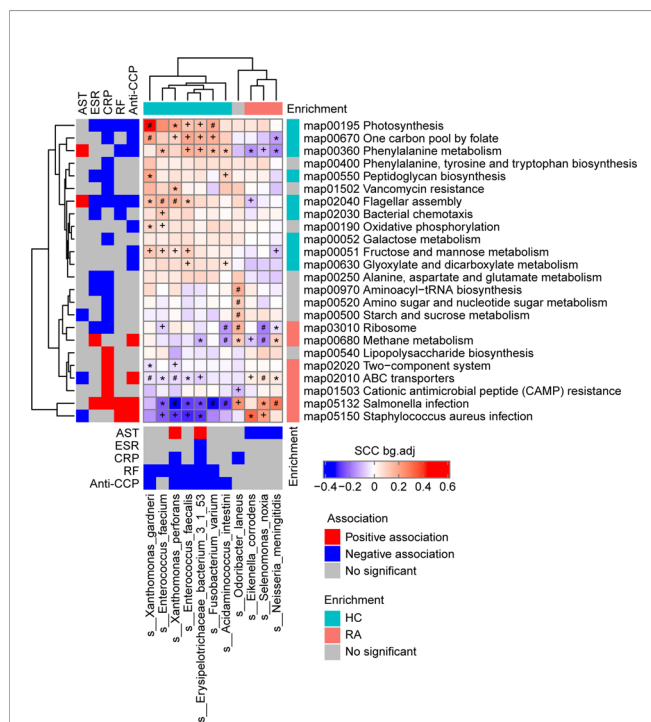 AST
ESR
CRP
RF
Anti-CCP
Enrichment
map00195 Photosynthesis
map00670 One carbon pool by folate
map00360 Phenylalanine metabolism
map00400 Phenylalanine, tyrosine and tryptophan biosynthesis
map00550 Peptidoglycan biosynthesis
map01502 Vancomycin resistance
map02040 Flagellar assembly
map02030 Bacterial chemotaxis
map00190 Oxidative phosphorylation
map00052 Galactose metabolism
map00051 Fructose and mannose metabolism
map00630 Glyoxylate and dicarboxylate metabolism
map00250 Alanine, aspartate and glutamate metabolism
map00970 Aminoacyl−tRNA biosynthesis
map00520 Amino sugar and nucleotide sugar metabolism
map00500 Starch and sucrose metabolism
map03010 Ribosome
map00680 Methane metabolism
map00540 Lipopolysaccharide biosynthesis
map02020 Two−component system
map02010 ABC transporters
map01503 Cationic antimicrobial peptide (CAMP) resistance
map05132 Salmonella infection
map05150 Staphylococcus aureus infection
AST
ESR
CRP
RF
Anti-CCP
Enrichment
s__Xanthomonas_gardneri
s__Enterococcus_faecium
s__Xanthomonas_perforans
s__Enterococcus_faecalis
s__Erysipelotrichaceae_bacterium_3_1_53
s__Fusobacterium_varium
s__Acidaminococcus_intestini
s__Odoribacter_laneus
s__Eikenella_corrodens
s__Selenomonas_noxia
s__Neisseria_meningitidis
SCC bg.adj
−0.4 −0.2 0 0.2 0.4 0.6
Association
Positive association
Negative association
No significant
Enrichment
HC
RA
No significant